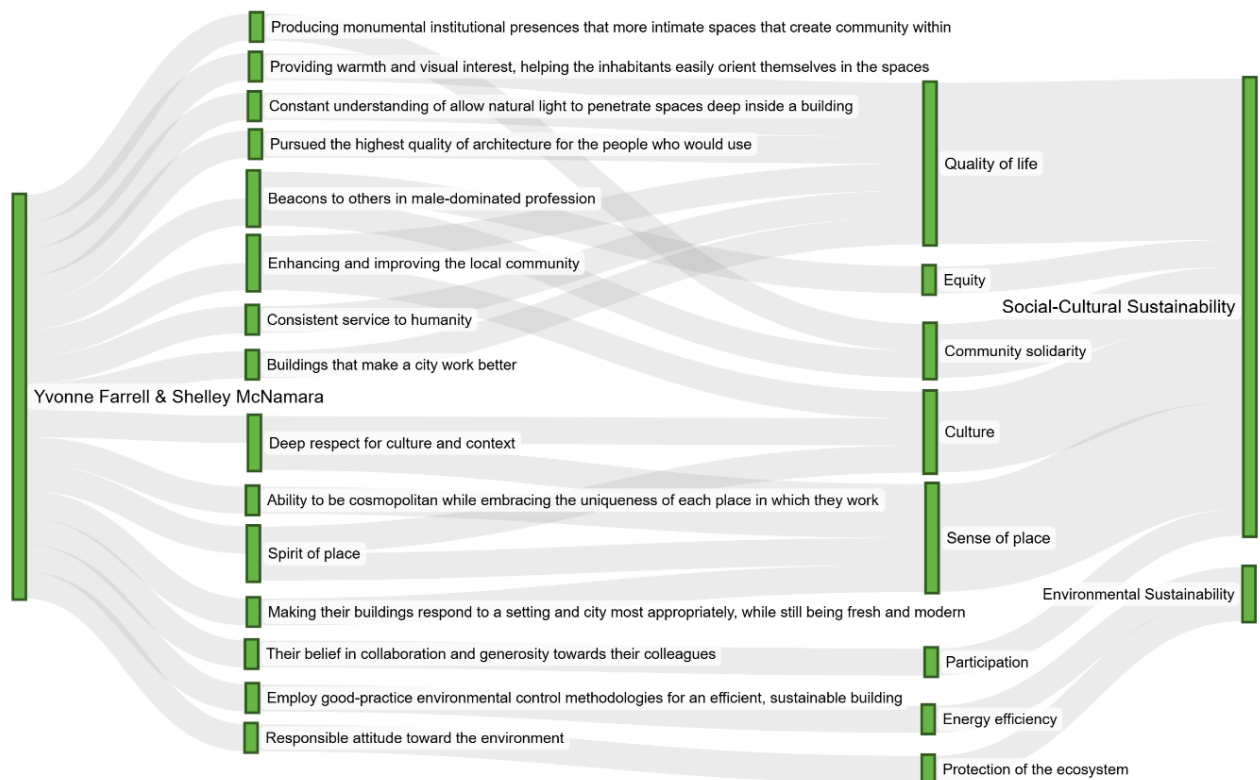 Producing monumental institutional presences that more intimate spaces that create community within
Providing warmth and visual interest, helping the inhabitants easily orient themselves in the spaces
Constant understanding of allow natural light to penetrate spaces deep inside a building
Pursued the highest quality of architecture for the people who would use
Quality of life
Beacons to others in male-dominated profession
Enhancing and improving the local community
Equity
Social-Cultural Sustainability
Consistent service to humanity
Community solidarity
Buildings that make a city work better
Yvonne Farrell & Shelley McNamara
Culture
Deep respect for culture and context
Ability to be cosmopolitan while embracing the uniqueness of each place in which they work
Sense of place
Spirit of place
Environmental Sustainability
Making their buildings respond to a setting and city most appropriately, while still being fresh and modern
Their belief in collaboration and generosity towards their colleagues
Participation
Employ good-practice environmental control methodologies for an efficient, sustainable building
Energy efficiency
Responsible attitude toward the environment
Protection of the ecosystem